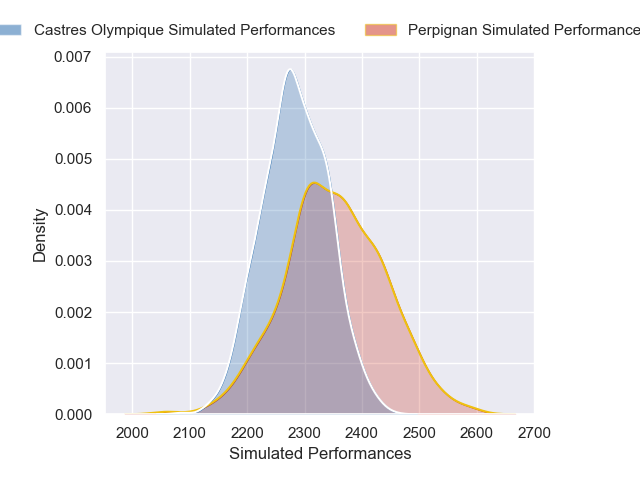 Castres Olympique Simulated Performances
Perpignan Simulated Performance
0.007
0.006
0.005
0.004
0.003
0.002
0.001
0.000
Density
2000 2100 2200 2300 2400 2500 2600 2700
Simulated Performances